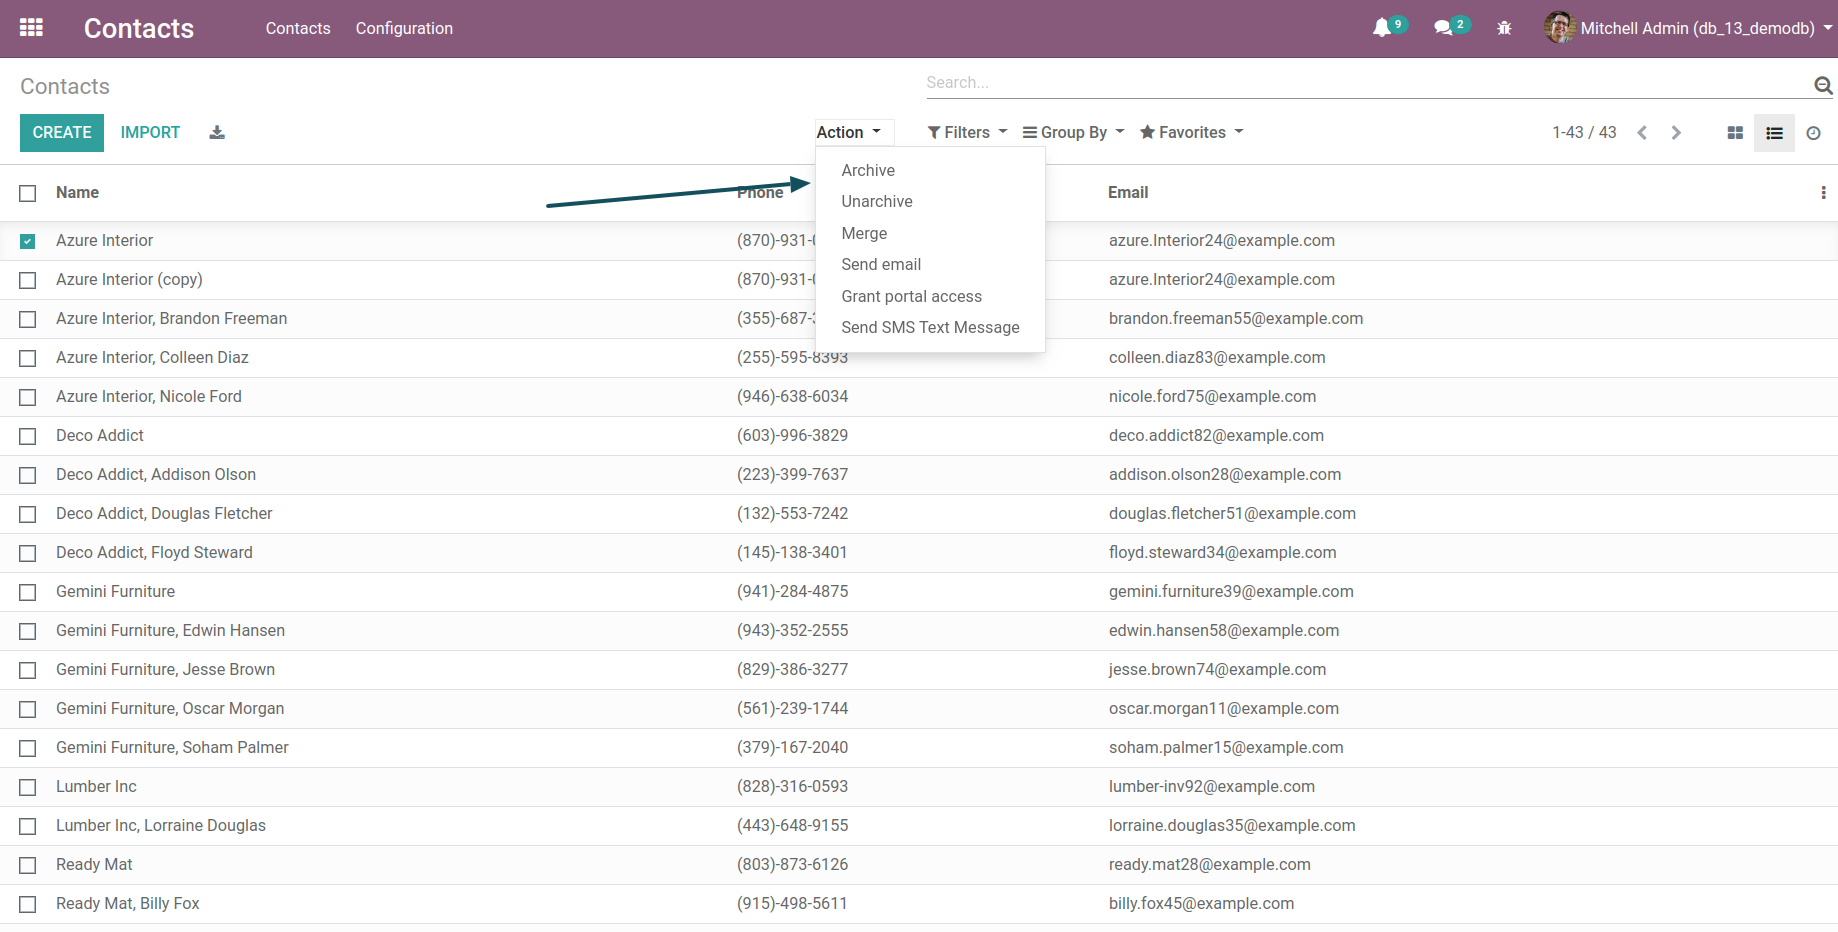 Contacts Contacts Configuration 9 2 Mitchell Admin (db_13_demodb)
Contacts Search...
CREATE IMPORT Action Filters Group By Favorites 1-43 / 43
Archive
Unarchive
Merge
Send email
Grant portal access
Send SMS Text Message
Name Phone Email
Azure Interior (870)-931- azure.Interior24@example.com
Azure Interior (copy) (870)-931- azure.Interior24@example.com
Azure Interior, Brandon Freeman (355)-687- brandon.freeman55@example.com
Azure Interior, Colleen Diaz (255)-595-8393 colleen.diaz83@example.com
Azure Interior, Nicole Ford (946)-638-6034 nicole.ford75@example.com
Deco Addict (603)-996-3829 deco.addict82@example.com
Deco Addict, Addison Olson (223)-399-7637 addison.olson28@example.com
Deco Addict, Douglas Fletcher (132)-553-7242 douglas.fletcher51@example.com
Deco Addict, Floyd Steward (145)-138-3401 floyd.steward34@example.com
Gemini Furniture (941)-284-4875 gemini.furniture39@example.com
Gemini Furniture, Edwin Hansen (943)-352-2555 edwin.hansen58@example.com
Gemini Furniture, Jesse Brown (829)-386-3277 jesse.brown74@example.com
Gemini Furniture, Oscar Morgan (561)-239-1744 oscar.morgan11@example.com
Gemini Furniture, Soham Palmer (379)-167-2040 soham.palmer15@example.com
Lumber Inc (828)-316-0593 lumber-inv92@example.com
Lumber Inc, Lorraine Douglas (443)-648-9155 lorraine.douglas35@example.com
Ready Mat (803)-873-6126 ready.mat28@example.com
Ready Mat, Billy Fox (915)-498-5611 billy.fox45@example.com